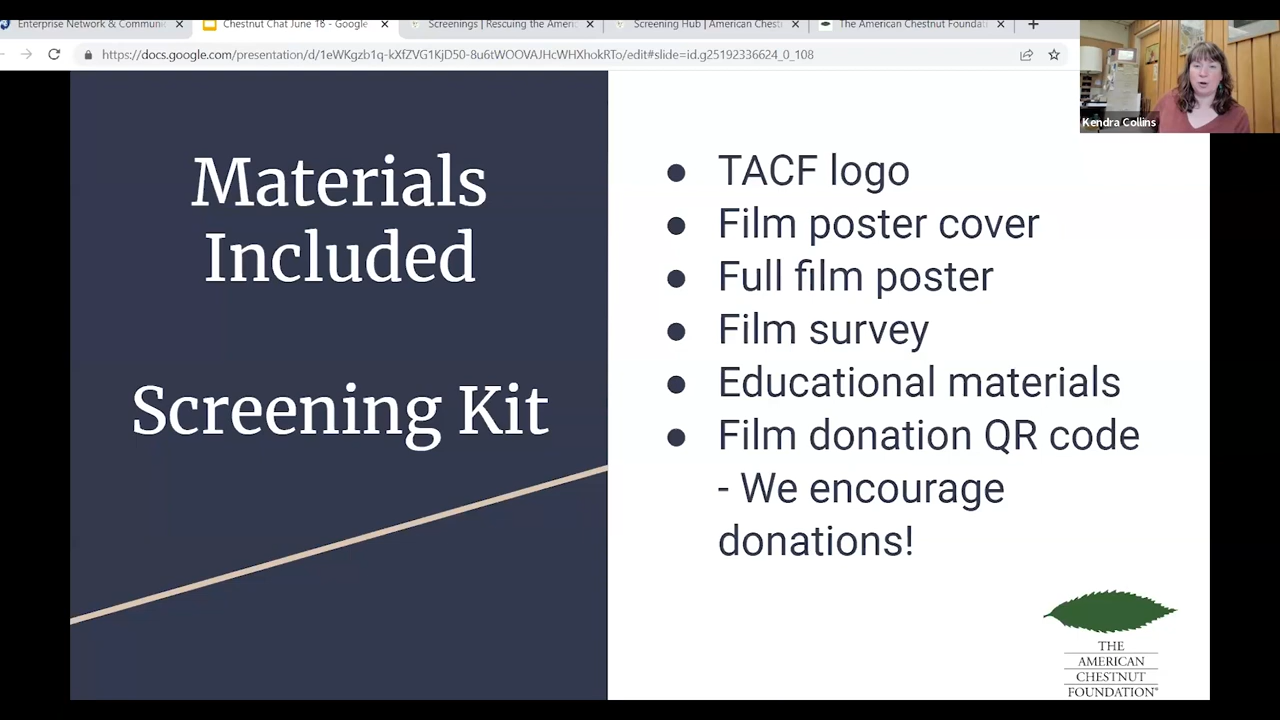 Enterprise Network & Communi
Chestnut Chat June 16 - Google
Screenings | Rescuing the Ameri
Screening Hub | American Chest
The American Chestnut Foundati
https://docs.google.com/presentation/d/1eWKgzb1q-kXfZVG1KjD50-8u6tWOOVAJHcWHXhokRTo/edit#slide=id.g25192336624_0_108
Kendra Collins
Materials
Included
Screening Kit
● TACF logo
● Film poster cover
● Full film poster
● Film survey
● Educational materials
● Film donation QR code
- We encourage
donations!
THE
AMERICAN
CHESTNUT
FOUNDATION®